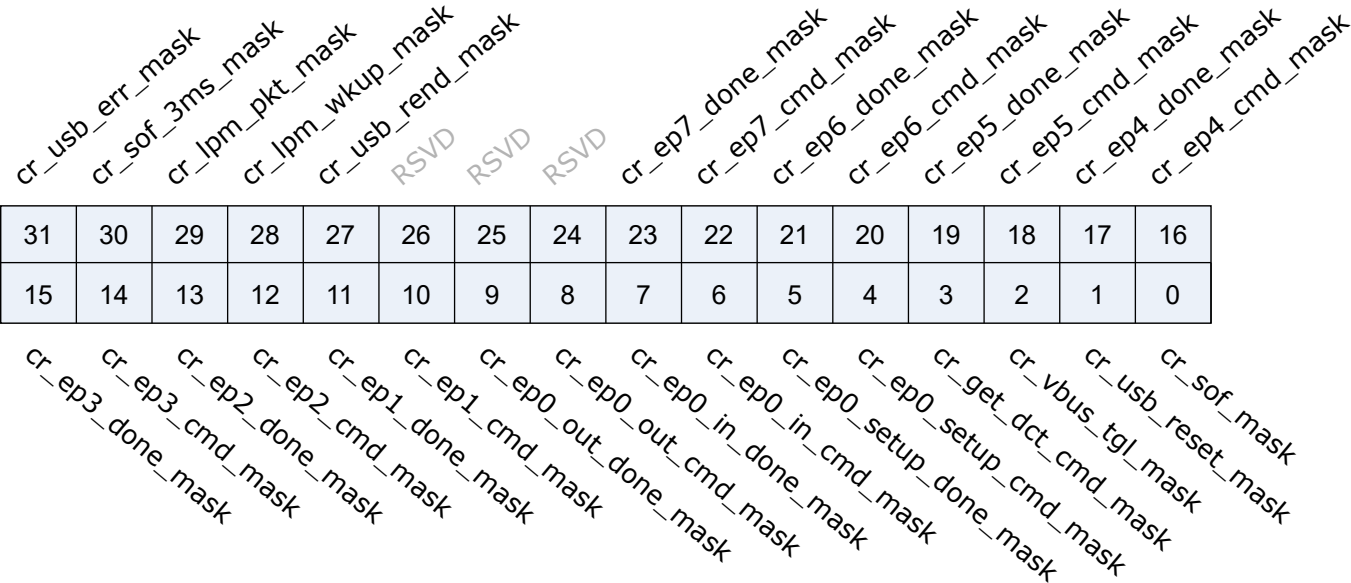 cr_usb_err_mask
cr_sof_3ms_mask
cr_lpm_pkt_mask
cr_lpm_wkup_mask
cr_usb_rend_mask
RSVD
RSVD
RSVD
cr_ep7_done_mask
cr_ep7_cmd_mask
cr_ep6_done_mask
cr_ep6_cmd_mask
cr_ep5_done_mask
cr_ep5_cmd_mask
cr_ep4_done_mask
cr_ep4_cmd_mask
31 30 29 28 27 26 25 24 23 22 21 20 19 18 17 16
15 14 13 12 11 10 9 8 7 6 5 4 3 2 1 0
cr_ep3_done_mask
cr_ep3_cmd_mask
cr_ep2_done_mask
cr_ep2_cmd_mask
cr_ep1_done_mask
cr_ep1_cmd_mask
cr_ep0_out_done_mask
cr_ep0_out_cmd_mask
cr_ep0_in_done_mask
cr_ep0_in_cmd_mask
cr_ep0_setup_done_mask
cr_ep0_setup_cmd_mask
cr_get_dct_cmd_mask
cr_vbus_tgl_mask
cr_usb_reset_mask
cr_sof_mask